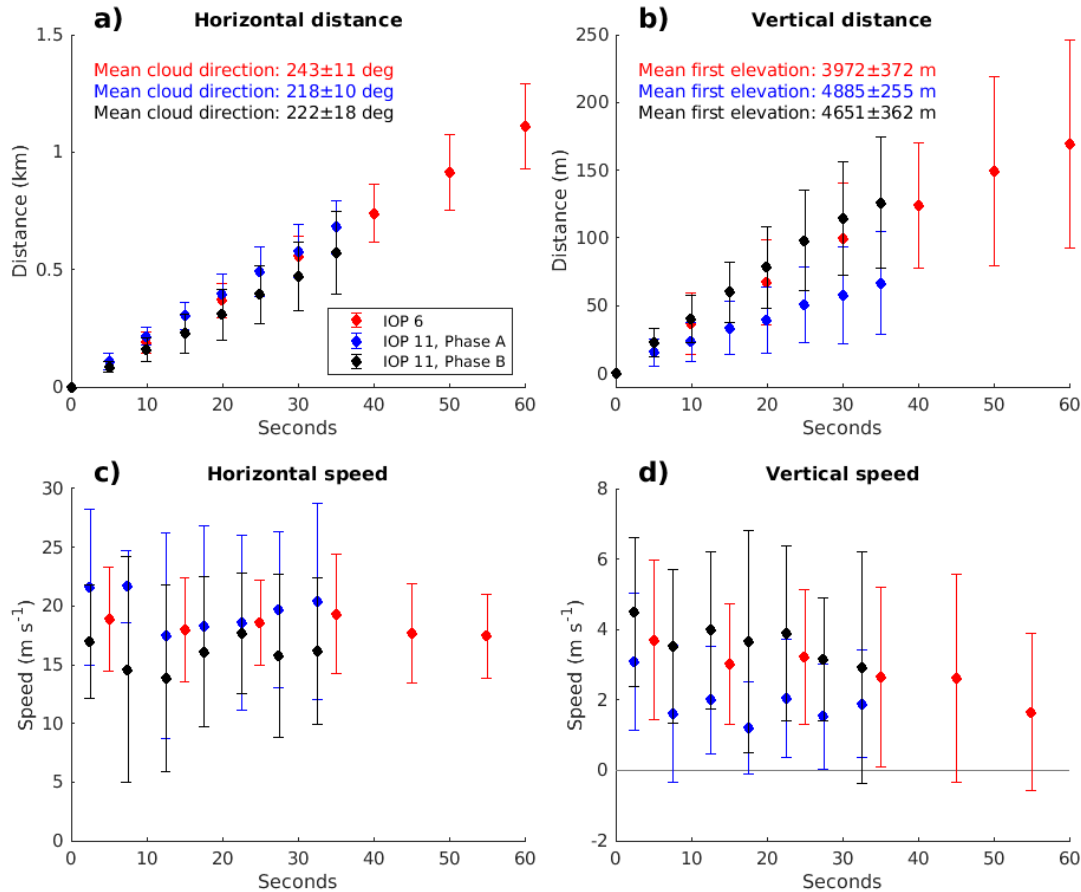 a) Horizontal distance
1.5
1
0.5
0
Distance (km)
Mean cloud direction: 243±11 deg
Mean cloud direction: 218±10 deg
Mean cloud direction: 222±18 deg
IOP 6
IOP 11, Phase A
IOP 11, Phase B
0 10 20 30 40 50 60
Seconds
b) Vertical distance
250
200
150
100
50
0
Distance (m)
Mean first elevation: 3972±372 m
Mean first elevation: 4885±255 m
Mean first elevation: 4651±362 m
0 10 20 30 40 50 60
Seconds
c) Horizontal speed
30
25
20
15
10
5
0
Speed (m s⁻¹)
0 10 20 30 40 50 60
Seconds
d) Vertical speed
8
6
4
2
0
-2
Speed (m s⁻¹)
0 10 20 30 40 50 60
Seconds